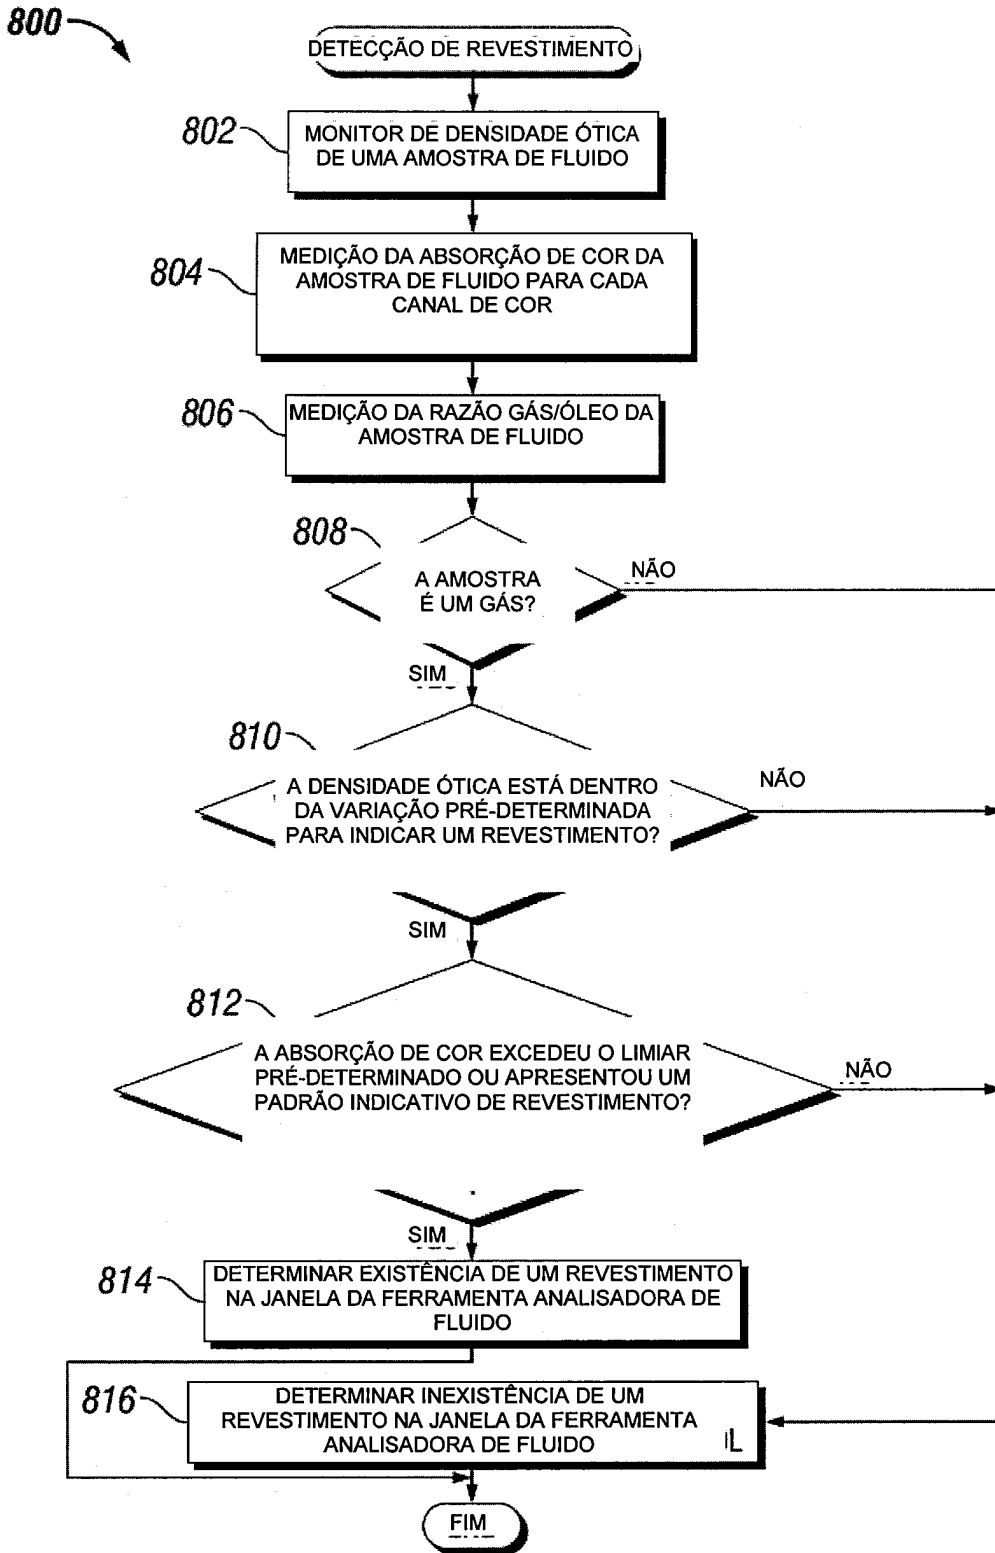 800
DETECÇÃO DE REVESTIMENTO
802
MONITOR DE DENSIDADE ÓTICA
DE UMA AMOSTRA DE FLUIDO
804
MEDIÇÃO DA ABSORÇÃO DE COR DA
AMOSTRA DE FLUIDO PARA CADA
CANAL DE COR
806
MEDIÇÃO DA RAZÃO GÁS/ÓLEO DA
AMOSTRA DE FLUIDO
808
A AMOSTRA
É UM GÁS?
NÃO
SIM
810
A DENSIDADE ÓTICA ESTÁ DENTRO
DA VARIAÇÃO PRÉ-DETERMINADA
PARA INDICAR UM REVESTIMENTO?
NÃO
SIM
812
A ABSORÇÃO DE COR EXCEDEU O LIMIAR
PRÉ-DETERMINADO OU APRESENTOU UM
PADRÃO INDICATIVO DE REVESTIMENTO?
NÃO
SIM
814
DETERMINAR EXISTÊNCIA DE UM REVESTIMENTO
NA JANELA DA FERRAMENTA ANALISADORA DE
FLUIDO
816
DETERMINAR INEXISTÊNCIA DE UM
REVESTIMENTO NA JANELA DA FERRAMENTA
ANALISADORA DE FLUIDO
FIM